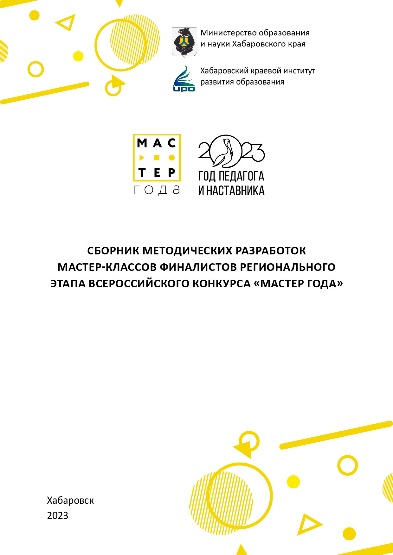 Министерство образования
и науки Хабаровского края
Хабаровский краевой институт
развития образования
ИРО
МАС
ТЕР
года
2023
ГОД ПЕДАГОГА
И НАСТАВНИКА
СБОРНИК МЕТОДИЧЕСКИХ РАЗРАБОТОК
МАСТЕР-КЛАССОВ ФИНАЛИСТОВ РЕГИОНАЛЬНОГО
ЭТАПА ВСЕРОССИЙСКОГО КОНКУРСА «МАСТЕР ГОДА»
Хабаровск
2023